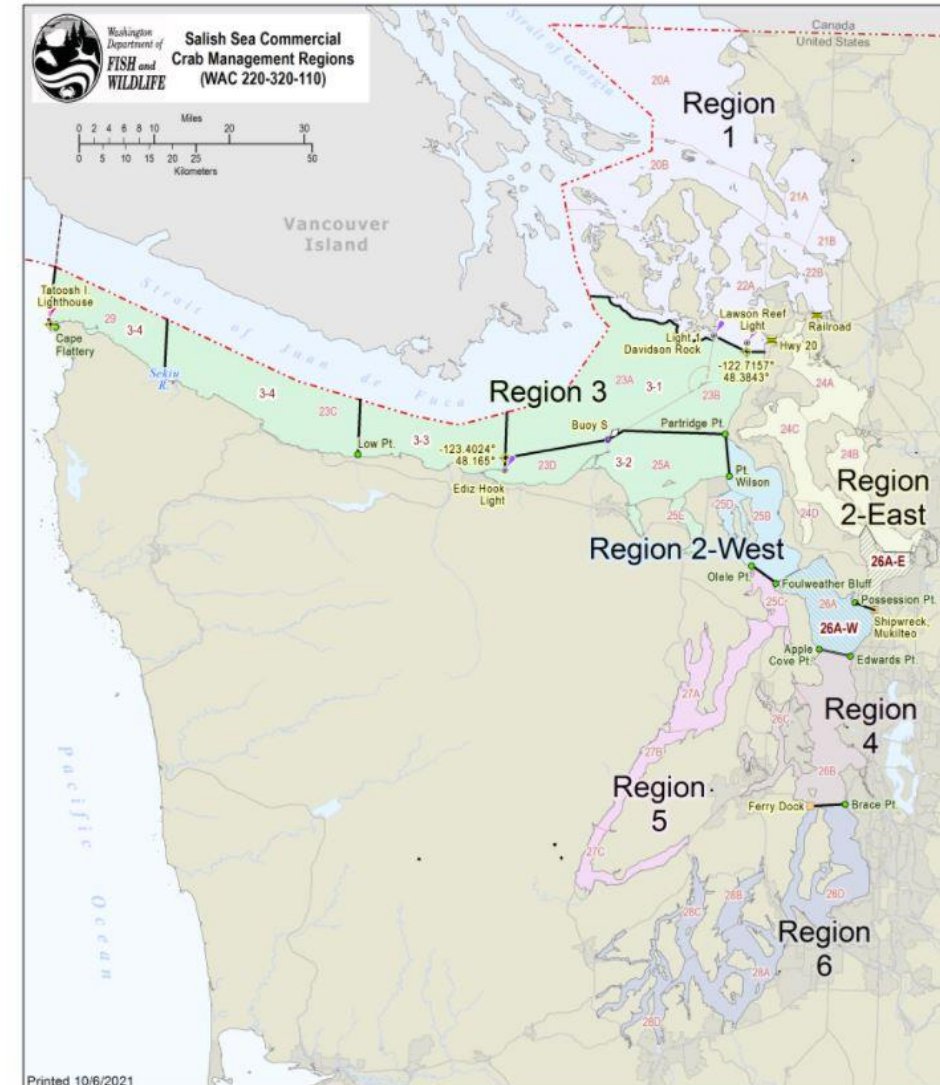 Washington
Department of
FISH and
WILDLIFE
Salish Sea Commercial
Crab Management Regions
(WAC 220-320-110)
Miles
0 2 4 6 8 10 20 30
0 5 10 15 20 25 50
Kilometers
Strait of Georgia
Canada
United States
20A
Region
1
20B
21A
21B
22B
22A
Vancouver
Island
Tatoosh I.
Lighthouse
Cape
Flattery
29
3-4
Sekiu
R.
Strait of Juan de Fuca
3-4
23C
Low Pt.
3-3
Region 3
-123.4024°
48.165°
Ediz Hook
Light
23D
Buoy S
3-2
25A
23A
3-1
23B
Light 1
Davidson Rock
Lawson Reef
Light
Railroad
Hwy 20
-122.7157°
48.3843°
Partridge Pt.
Pt.
Wilson
24A
24C
24B
24D
Region
2-East
26A-E
25E
25D
25B
Region 2-West
Olele Pt.
Foulweather Bluff
25C
26A
26A-W
Possession Pt.
Shipwreck,
Mukilteo
Apple
Cove Pt.
Edwards Pt.
27A
27B
27C
Region
5
26C
Region
4
26B
Ferry Dock
Brace Pt.
26D
28B
28C
28A
28D
Region
6
Pacific Ocean
Printed 10/6/2021